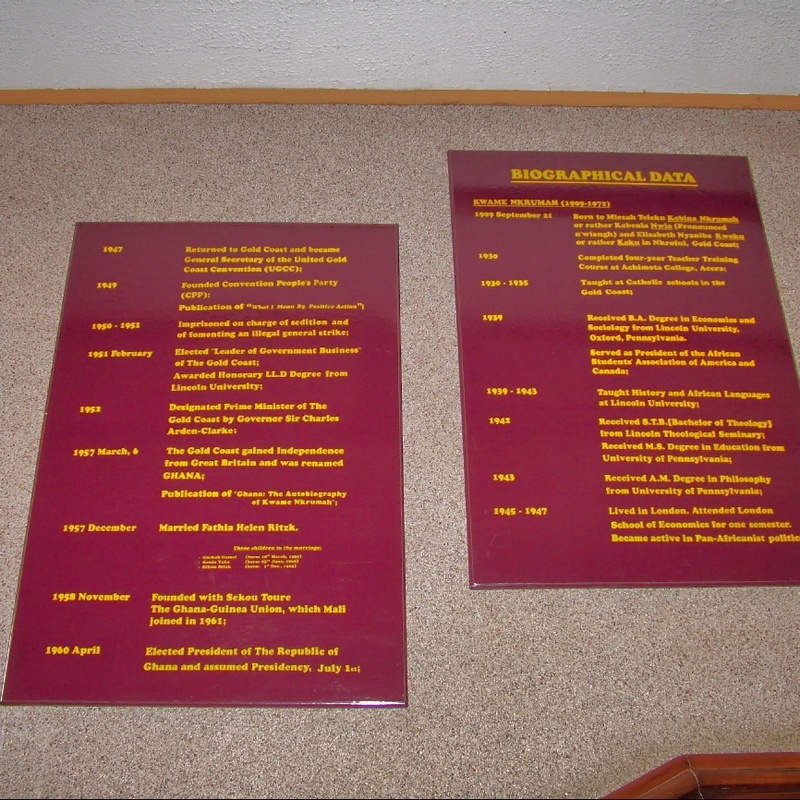 BIOGRAPHICAL DATA
KWAME NKRUMAH (1909-1972)
1909 September 21 Born to Miezah Teicku Kobina Nkrumah
or rather Kabenla Nwia (Pronounced
n'wiangh) and Elizabeth Nyaniba Kweku
or rather Kaku in Nkroful, Gold Coast;
1930 Completed four-year Teacher Training
Course at Achimota College, Accra;
1930 - 1935 Taught at Catholic schools in the
Gold Coast;
1939 Received B.A. Degree in Economics and
Sociology from Lincoln University,
Oxford, Pennsylvania.
Served as President of the African
Students' Association of America and
Canada;
1939 - 1943 Taught History and African Languages
at Lincoln University;
1942 Received S.T.B.[Bachelor of Theology]
from Lincoln Theological Seminary;
Received M.S. Degree in Education from
University of Pennsylvania;
1943 Received A.M. Degree in Philosophy
from University of Pennsylvania;
1945 - 1947 Lived in London. Attended London
School of Economics for one semester.
Became active in Pan-Africanist politic
1947 Returned to Gold Coast and became
General Secretary of the United Gold
Coast Convention (UGCC);
1949 Founded Convention People's Party
(CPP);
Publication of "What I Mean By Positive Action";
1950 - 1951 Imprisoned on charge of sedition and
of fomenting an illegal general strike;
1951 February Elected 'Leader of Government Business'
of The Gold Coast;
Awarded Honorary LL.D Degree from
Lincoln University;
1952 Designated Prime Minister of The
Gold Coast by Governor Sir Charles
Arden-Clarke;
1957 March, 6 The Gold Coast gained Independence
from Great Britain and was renamed
GHANA;
Publication of 'Ghana: The Autobiography
of Kwame Nkrumah';
1957 December Married Fathia Helen Ritzk.
Three children in the marriage:
1958 November Founded with Sekou Toure
The Ghana-Guinea Union, which Mali
joined in 1961;
1960 April Elected President of The Republic of
Ghana and assumed Presidency, July 1st;